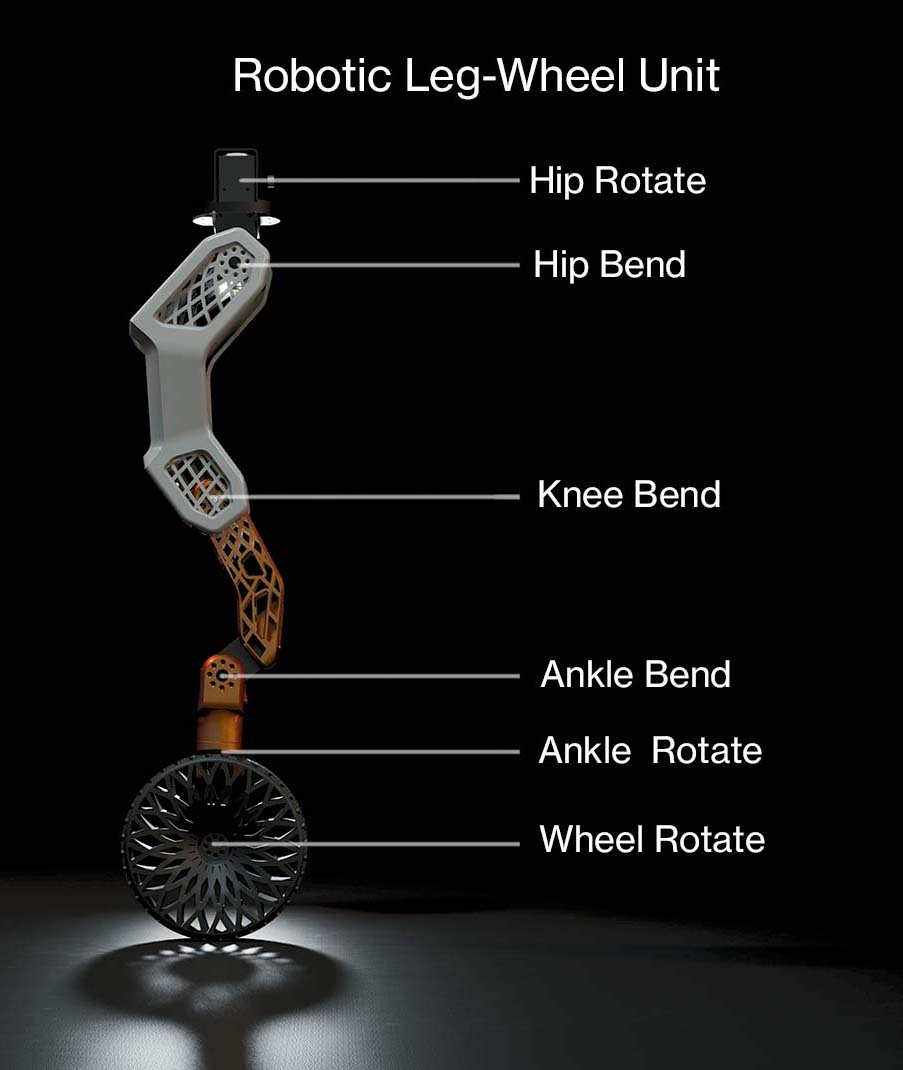 Robotic Leg-Wheel Unit
Hip Rotate
Hip Bend
Knee Bend
Ankle Bend
Ankle  Rotate
Wheel Rotate